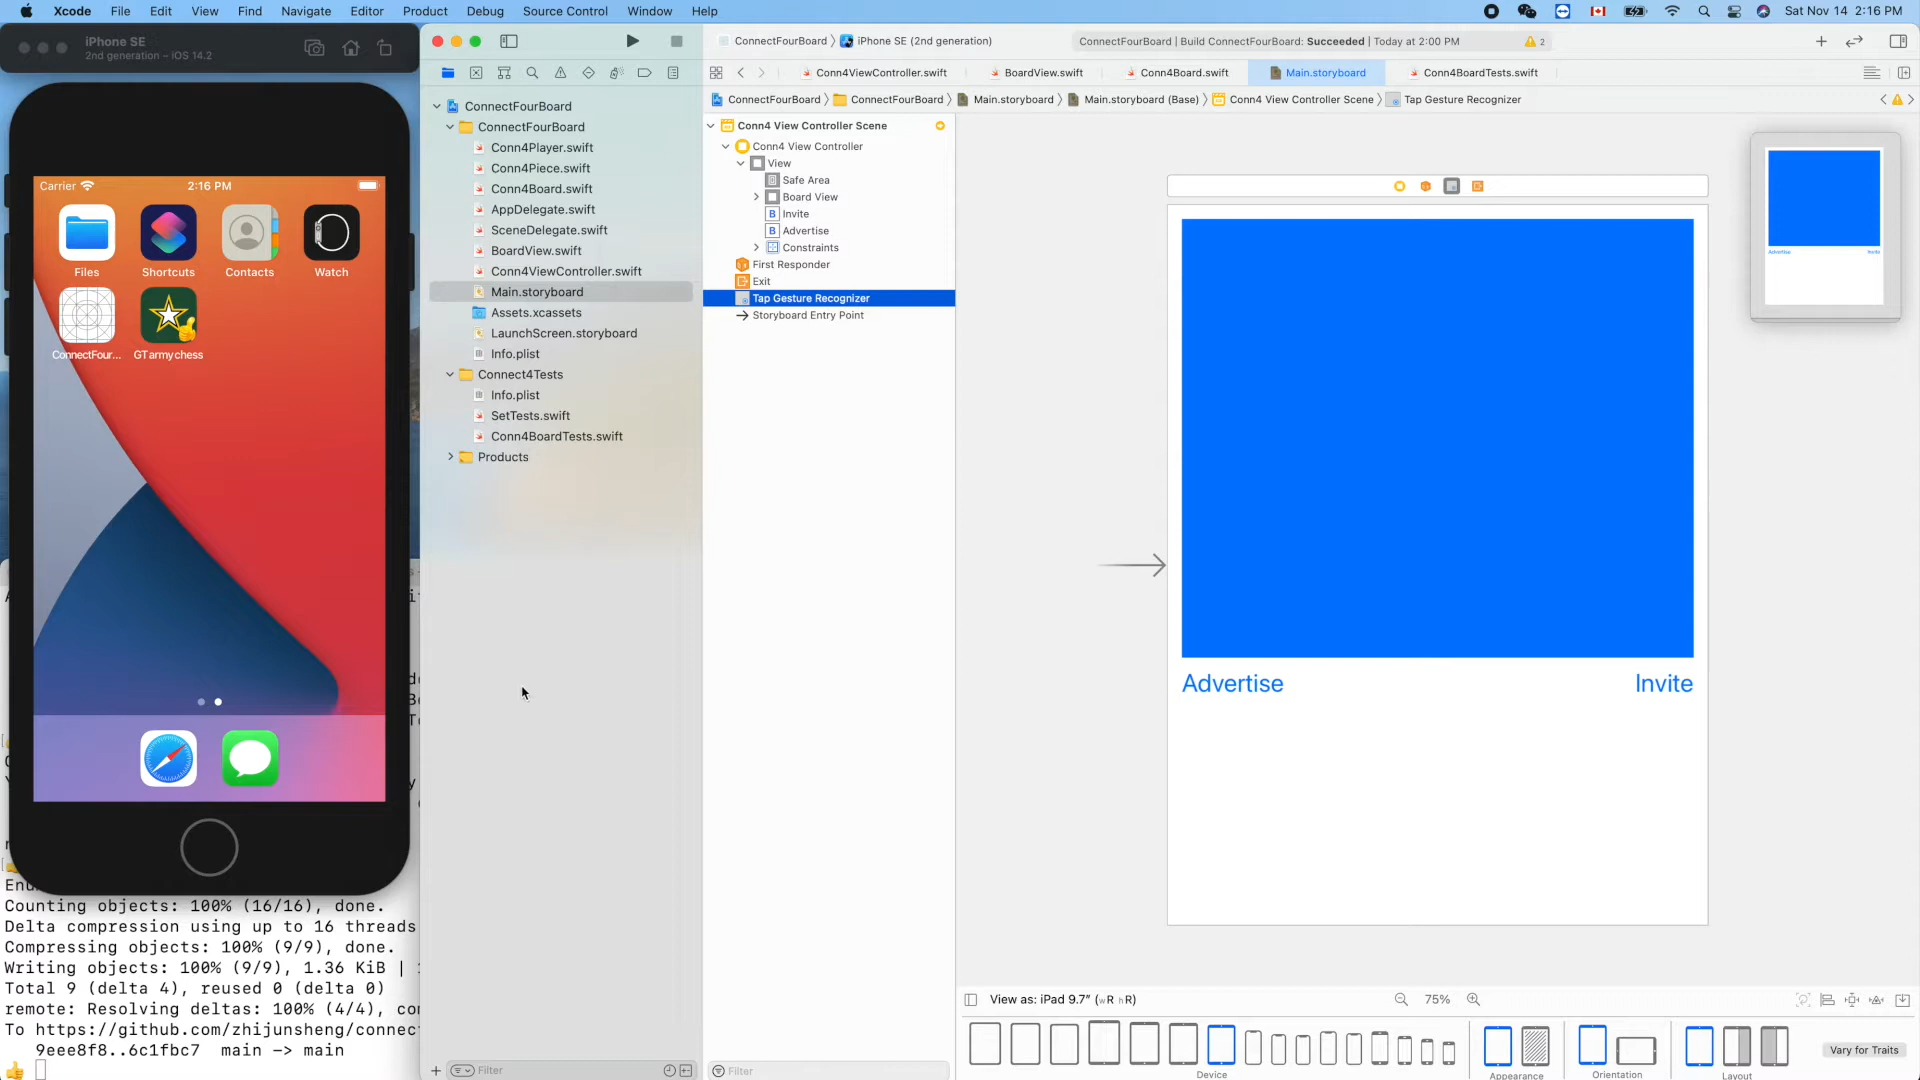 Xcode File Edit View Find Navigate Editor Product Debug Source Control Window Help
Sat Nov 14 2:16 PM
iPhone SE
2nd generation – iOS 14.2
Carrier 2:16 PM
Files Shortcuts Contacts Watch
ConnectFour... GT army chess
Counting objects: 100% (16/16), done.
Delta compression using up to 16 threads
Compressing objects: 100% (9/9), done.
Writing objects: 100% (9/9), 1.36 KiB |
Total 9 (delta 4), reused 0 (delta 0)
remote: Resolving deltas: 100% (4/4), co
To https://github.com/zhijunsheng/connec
9eee8f8..6c1fbc7 main -> main
ConnectFourBoard
ConnectFourBoard
Conn4Player.swift
Conn4Piece.swift
Conn4Board.swift
AppDelegate.swift
SceneDelegate.swift
BoardView.swift
Conn4ViewController.swift
Main.storyboard
Assets.xcassets
LaunchScreen.storyboard
Info.plist
Connect4Tests
Info.plist
SetTests.swift
Conn4BoardTests.swift
Products
Filter
ConnectFourBoard iPhone SE (2nd generation)
ConnectFourBoard | Build ConnectFourBoard: Succeeded | Today at 2:00 PM
2
Conn4ViewController.swift BoardView.swift Conn4Board.swift Main.storyboard Conn4BoardTests.swift
ConnectFourBoard ConnectFourBoard Main.storyboard Main.storyboard (Base) Conn4 View Controller Scene Tap Gesture Recognizer
Conn4 View Controller Scene
Conn4 View Controller
View
Safe Area
Board View
B Invite
B Advertise
Constraints
First Responder
Exit
Tap Gesture Recognizer
Storyboard Entry Point
Filter
Advertise Invite
Advertise Invite
View as: iPad 9.7" (wR hR)
75%
Device
Appearance
Orientation
Layout
Vary for Traits